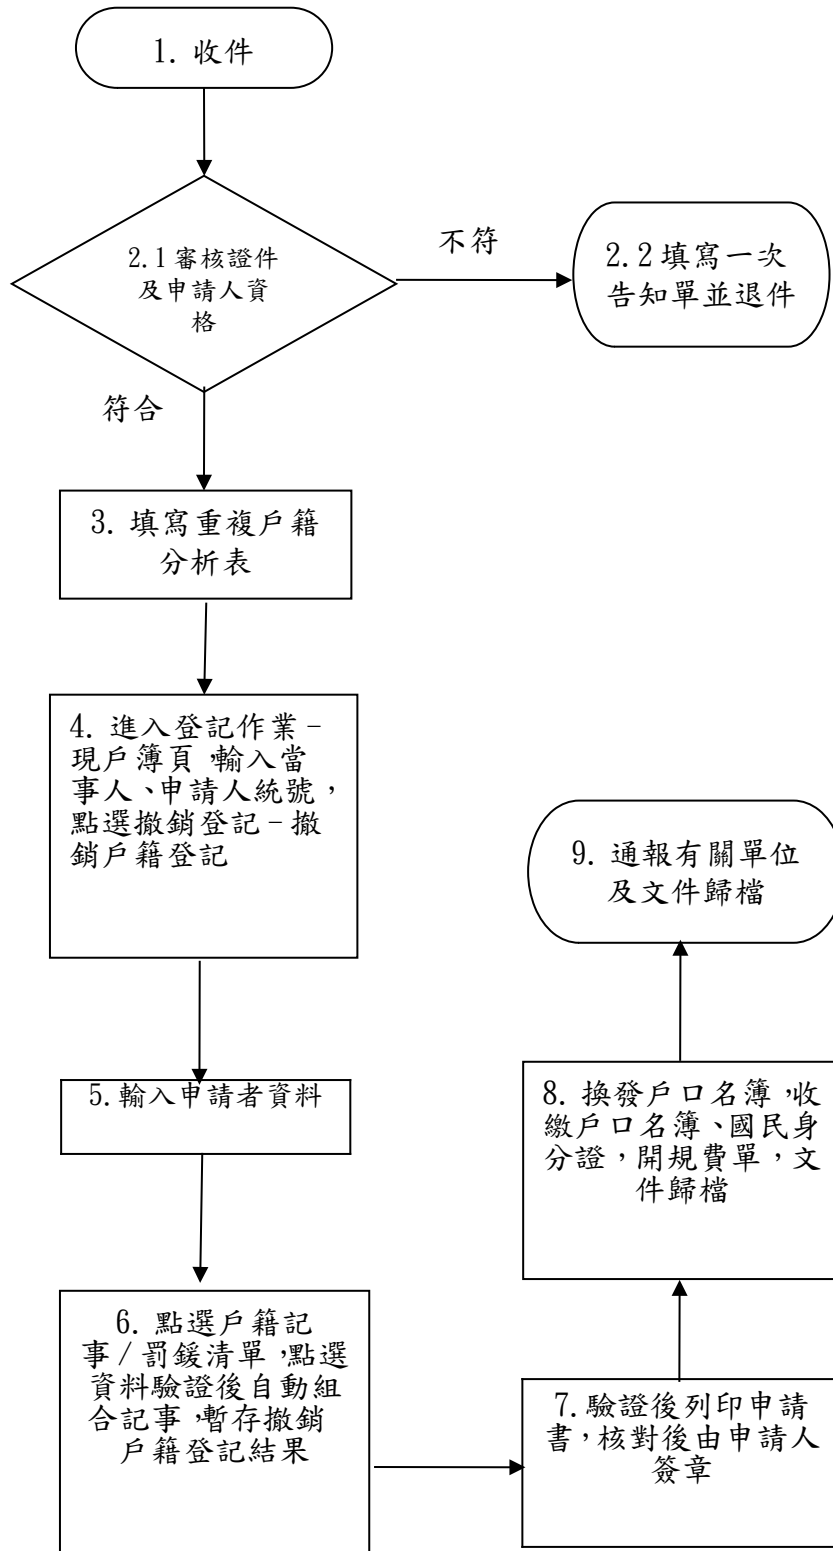 1. 收件
2.1審核證件
及申請人資
格
不符
2.2填寫一次
告知單並退件
符合
3. 填寫重複戶籍
分析表
4. 進入登記作業–
現戶簿頁,輸入當
事人、申請人統號,
點選撤銷登記–撤
銷戶籍登記
5.輸入申請者資料
6. 點選戶籍記
事/罰鍰清單,點選
資料驗證後自動組
合記事,暫存撤銷
戶籍登記結果
7.驗證後列印申請
書,核對後由申請人
簽章
8. 換發戶口名簿,收
繳戶口名簿、國民身
分證,開規費單,文
件歸檔
9. 通報有關單位
及文件歸檔